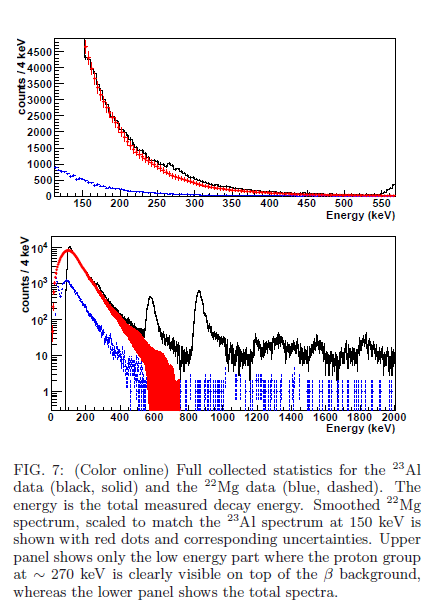 counts / 4 keV
4500
4000
3500
3000
2500
2000
1500
1000
500
0
150 200 250 300 350 400 450 500 550
Energy (keV)
counts / 4 keV
10⁴
10³
10²
10
1
0 200 400 600 800 1000 1200 1400 1600 1800 2000
Energy (keV)
FIG. 7: (Color online) Full collected statistics for the ²³Al
data (black, solid) and the ²²Mg data (blue, dashed). The
energy is the total measured decay energy. Smoothed ²²Mg
spectrum, scaled to match the ²³Al spectrum at 150 keV is
shown with red dots and corresponding uncertainties. Upper
panel shows only the low energy part where the proton group
at ∼ 270 keV is clearly visible on top of the β background,
whereas the lower panel shows the total spectra.